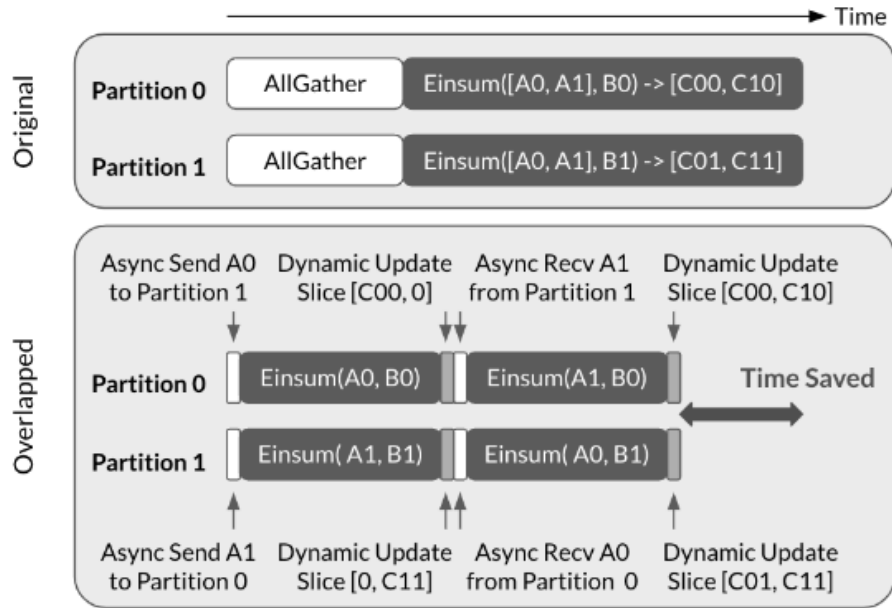 Time
Original
Partition 0
AllGather
Einsum([A0, A1], B0) -> [C00, C10]
Partition 1
AllGather
Einsum([A0, A1], B1) -> [C01, C11]
Overlapped
Async Send A0
to Partition 1
Dynamic Update
Slice [C00, 0]
Async Recv A1
from Partition 1
Dynamic Update
Slice [C00, C10]
Partition 0
Einsum(A0, B0)
Einsum(A1, B0)
Time Saved
Partition 1
Einsum( A1, B1)
Einsum( A0, B1)
Async Send A1
to Partition 0
Dynamic Update
Slice [0, C11]
Async Recv A0
from Partition 0
Dynamic Update
Slice [C01, C11]